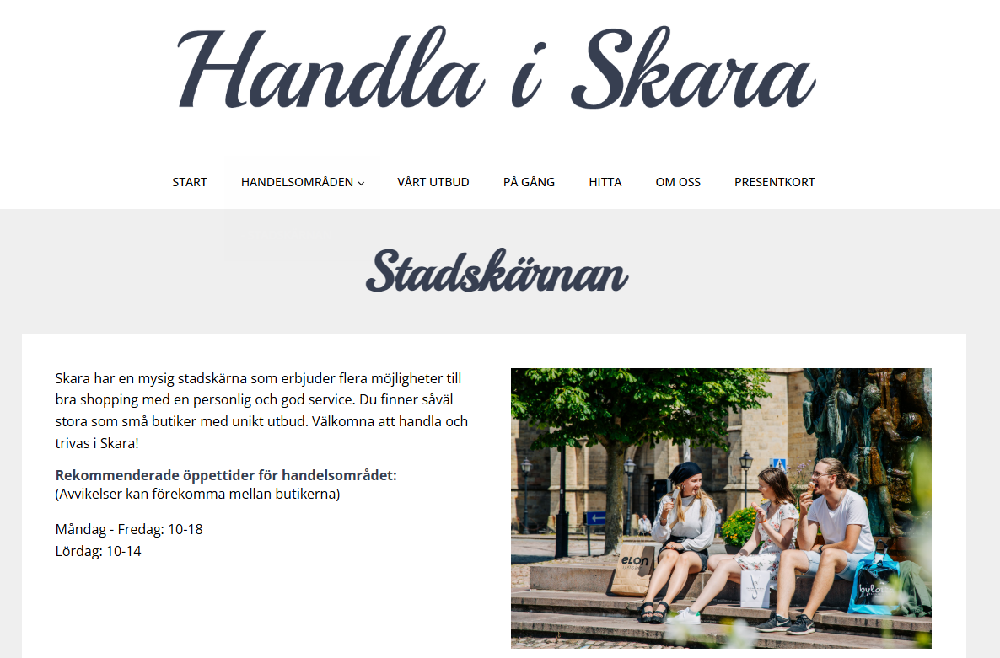 Handla i Skara
START HANDELSOMRÅDEN VÅRT UTBUD PÅ GÅNG HITTA OM OSS PRESENTKORT
Stadskärnan
Skara har en mysig stadskärna som erbjuder flera möjligheter till
bra shopping med en personlig och god service. Du finner såväl
stora som små butiker med unikt utbud. Välkomna att handla och
trivas i Skara!
Rekommenderade öppettider för handelsområdet:
(Avvikelser kan förekomma mellan butikerna)
Måndag - Fredag: 10-18
Lördag: 10-14
ELON